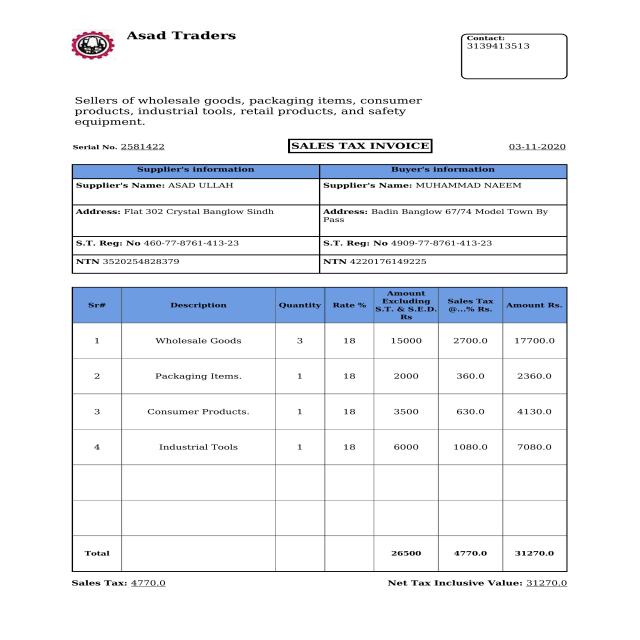 Asad Traders
Contact:
3139413513
Sellers of wholesale goods, packaging items, consumer
products, industrial tools, retail products, and safety
equipment.
Serial No. 2581422 SALES TAX INVOICE 03-11-2020
Supplier's information Buyer's information
Supplier's Name: ASAD ULLAH Supplier's Name: MUHAMMAD NAEEM
Address: Flat 302 Crystal Banglow Sindh Address: Badin Banglow 67/74 Model Town By
Pass
S.T. Reg: No 460-77-8761-413-23 S.T. Reg: No 4909-77-8761-413-23
NTN 3520254828379 NTN 4220176149225
Sr# Description Quantity Rate % Amount Excluding S.T. & S.E.D. Rs Sales Tax @...% Rs. Amount Rs.
1 Wholesale Goods 3 18 15000 2700.0 17700.0
2 Packaging Items. 1 18 2000 360.0 2360.0
3 Consumer Products. 1 18 3500 630.0 4130.0
4 Industrial Tools 1 18 6000 1080.0 7080.0
Total 26500 4770.0 31270.0
Sales Tax: 4770.0 Net Tax Inclusive Value: 31270.0